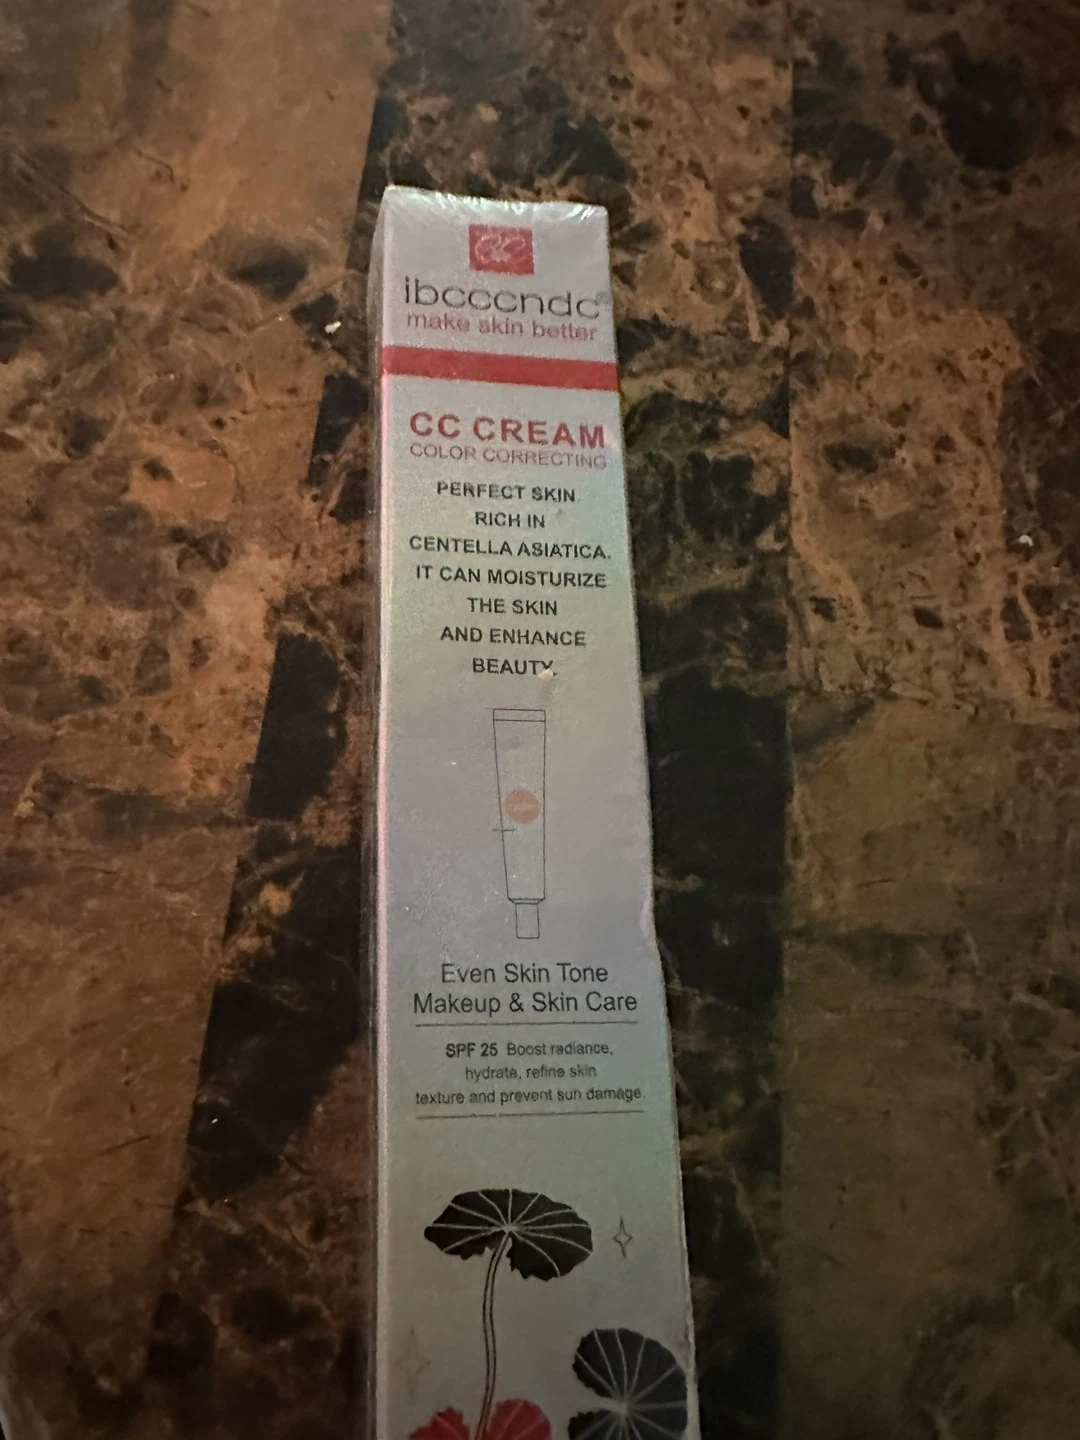 ibcccndc
make skin better
CC CREAM
COLOR CORRECTING
PERFECT SKIN
RICH IN
CENTELLA ASIATICA.
IT CAN MOISTURIZE
THE SKIN
AND ENHANCE
BEAUTY.
Even Skin Tone
Makeup & Skin Care
SPF 25 Boost radiance,
hydrate, refine skin
texture and prevent sun damage.